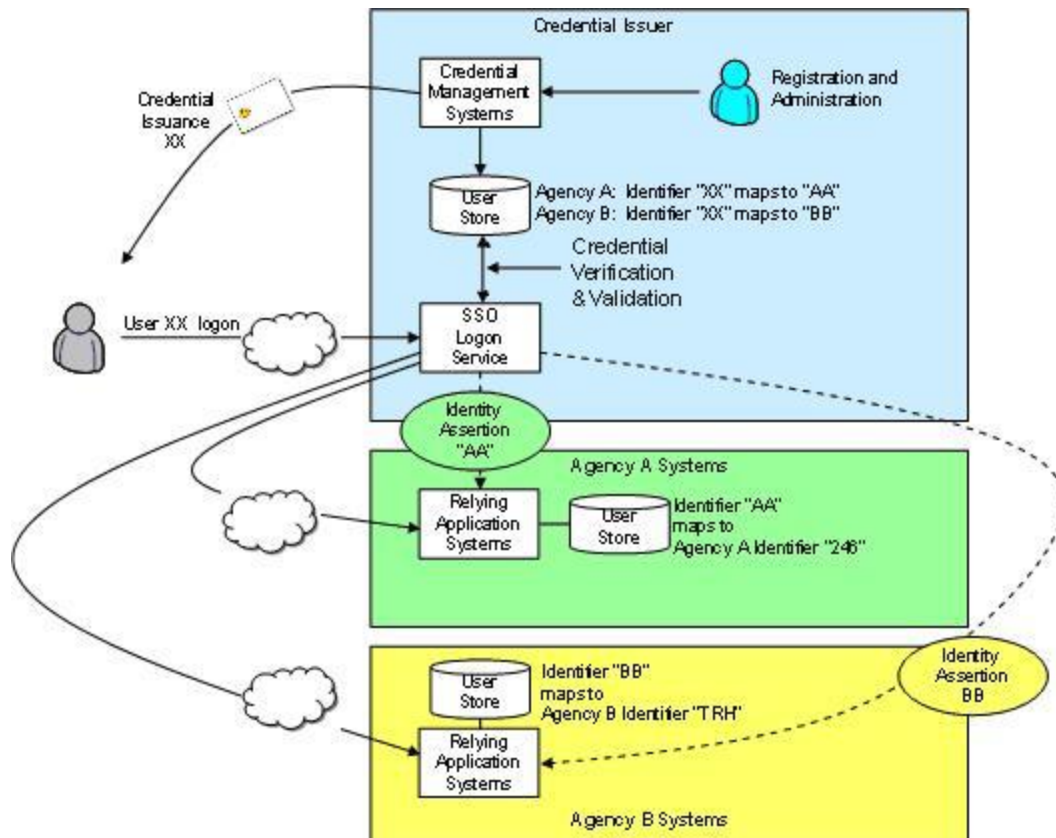 Credential Issuer
Credential
Management
Systems
Registration and
Administration
Credential
Issuance
XX
User
Store
Agency A: Identifier "XX" maps to "AA"
Agency B: Identifier "XX" maps to "BB"
Credential
Verification
& Validation
User XX logon
SSO
Logon
Service
Identity
Assertion
"AA"
Agency A Systems
Relying
Application
Systems
User
Store
Identifier "AA"
maps to
Agency A Identifier "246"
User
Store
Identifier "BB"
maps to
Agency B Identifier "TRH"
Identity
Assertion
BB
Relying
Application
Systems
Agency B Systems